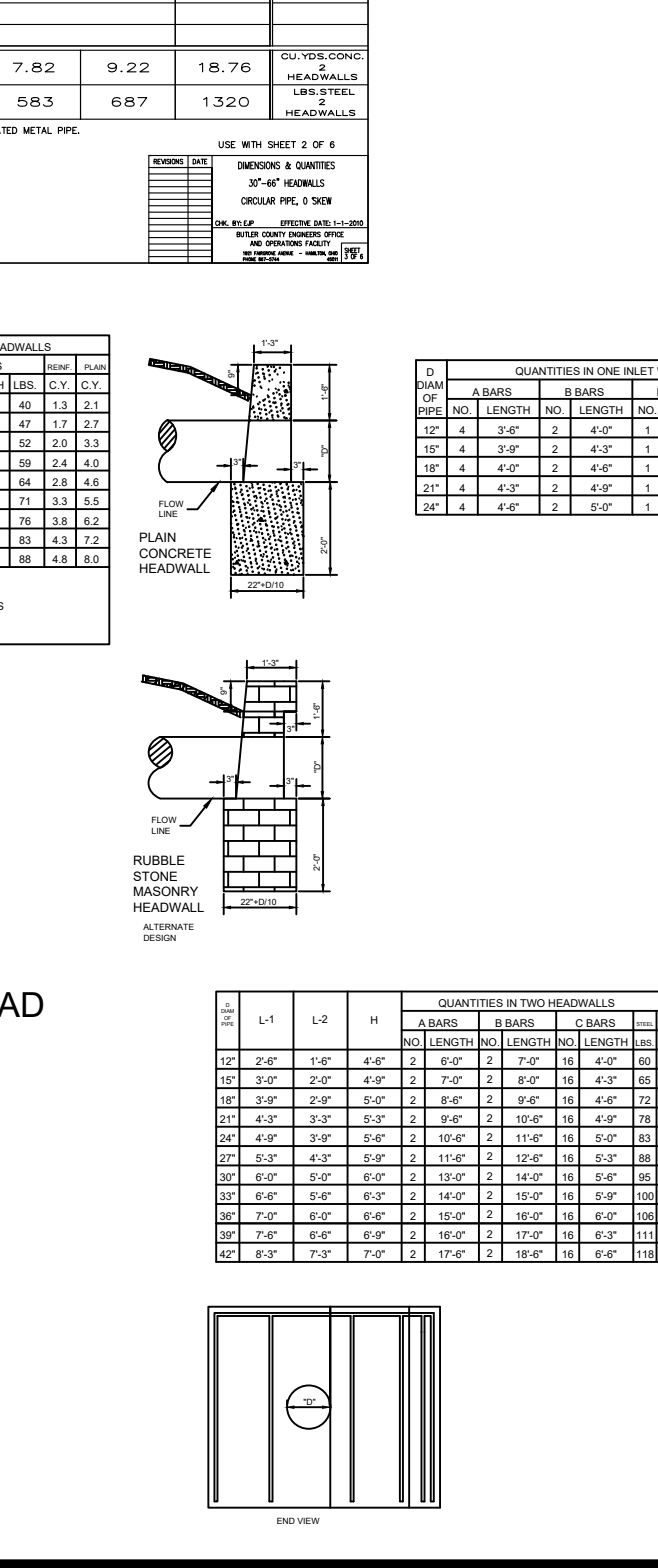 7.82 9.22 18.76 CU.YDS.CONC. 2 HEADWALLS
583 687 1320 LBS.STEEL 2 HEADWALLS
TED METAL PIPE.
USE WITH SHEET 2 OF 6
REVISIONS DATE
DIMENSIONS & QUANTITIES
30"-66" HEADWALLS
CIRCULAR PIPE, 0 SKEW
CHK. BY: EJP EFFECTIVE DATE: 1-1-2010
BUTLER COUNTY ENGINEERS OFFICE
AND OPERATIONS FACILITY
1921 FAIRGROVE AVENUE - HAMILTON, OHIO
PHONE 867-5744 45011
SHEET
3 OF 6
ADWALLS
S REINF. PLAIN
H LBS. C.Y. C.Y.
40 1.3 2.1
47 1.7 2.7
52 2.0 3.3
59 2.4 4.0
64 2.8 4.6
71 3.3 5.5
76 3.8 6.2
83 4.3 7.2
88 4.8 8.0
S
1'-3"
9"
1'-6"
"D"
3"
3"
FLOW
LINE
2'-0"
PLAIN
CONCRETE
HEADWALL
22"+D/10
D
DIAM
OF
PIPE
QUANTITIES IN ONE INLET
A BARS B BARS
NO. LENGTH NO. LENGTH NO.
12" 4 3'-6" 2 4'-0" 1
15" 4 3'-9" 2 4'-3" 1
18" 4 4'-0" 2 4'-6" 1
21" 4 4'-3" 2 4'-9" 1
24" 4 4'-6" 2 5'-0" 1
1'-3"
9"
1'-6"
3"
"D"
3"
3"
FLOW
LINE
2'-0"
RUBBLE
STONE
MASONRY
HEADWALL
22"+D/10
ALTERNATE
DESIGN
AD
D
DIAM
OF
PIPE
L-1 L-2 H
QUANTITIES IN TWO HEADWALLS
A BARS B BARS C BARS STEEL
NO. LENGTH NO. LENGTH NO. LENGTH LBS.
12" 2'-6" 1'-6" 4'-6" 2 6'-0" 2 7'-0" 16 4'-0" 60
15" 3'-0" 2'-0" 4'-9" 2 7'-0" 2 8'-0" 16 4'-3" 65
18" 3'-9" 2'-9" 5'-0" 2 8'-6" 2 9'-6" 16 4'-6" 72
21" 4'-3" 3'-3" 5'-3" 2 9'-6" 2 10'-6" 16 4'-9" 78
24" 4'-9" 3'-9" 5'-6" 2 10'-6" 2 11'-6" 16 5'-0" 83
27" 5'-3" 4'-3" 5'-9" 2 11'-6" 2 12'-6" 16 5'-3" 88
30" 6'-0" 5'-0" 6'-0" 2 13'-0" 2 14'-0" 16 5'-6" 95
33" 6'-6" 5'-6" 6'-3" 2 14'-0" 2 15'-0" 16 5'-9" 100
36" 7'-0" 6'-0" 6'-6" 2 15'-0" 2 16'-0" 16 6'-0" 106
39" 7'-6" 6'-6" 6'-9" 2 16'-0" 2 17'-0" 16 6'-3" 111
42" 8'-3" 7'-3" 7'-0" 2 17'-6" 2 18'-6" 16 6'-6" 118
"D"
END VIEW